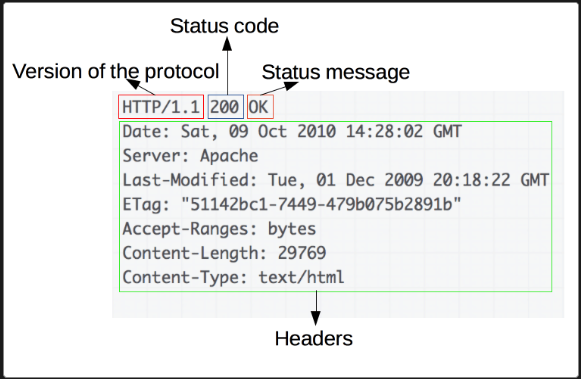 Status code
Version of the protocol
Status message
HTTP/1.1 200 OK
Date: Sat, 09 Oct 2010 14:28:02 GMT
Server: Apache
Last-Modified: Tue, 01 Dec 2009 20:18:22 GMT
ETag: "51142bc1-7449-479b075b2891b"
Accept-Ranges: bytes
Content-Length: 29769
Content-Type: text/html
Headers